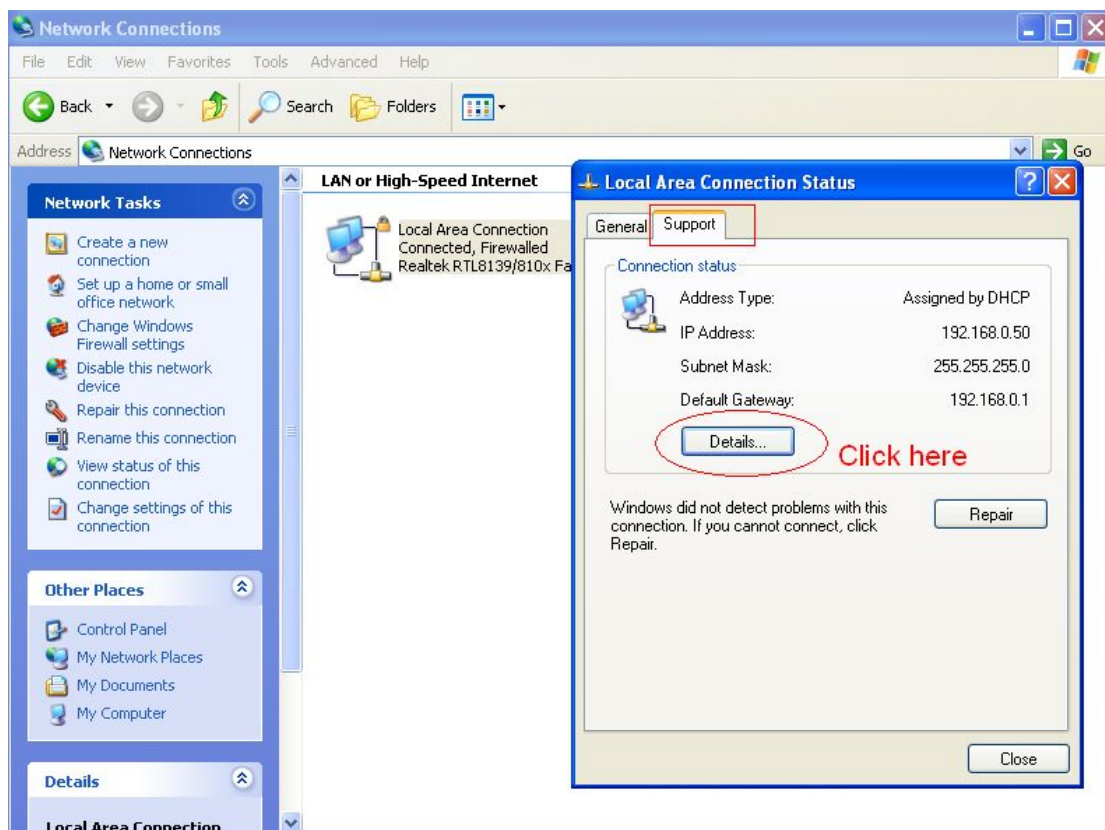 Network Connections
File Edit View Favorites Tools Advanced Help
Back Search Folders
Address Network Connections Go
Network Tasks
Create a new
connection
Set up a home or small
office network
Change Windows
Firewall settings
Disable this network
device
Repair this connection
Rename this connection
View status of this
connection
Change settings of this
connection
Other Places
Control Panel
My Network Places
My Documents
My Computer
Details
Local Area Connection
LAN or High-Speed Internet
Local Area Connection
Connected, Firewalled
Realtek RTL8139/810x Fa
Local Area Connection Status
General Support
Connection status
Address Type: Assigned by DHCP
IP Address: 192.168.0.50
Subnet Mask: 255.255.255.0
Default Gateway: 192.168.0.1
Details...
Click here
Windows did not detect problems with this
connection. If you cannot connect, click
Repair.
Repair
Close